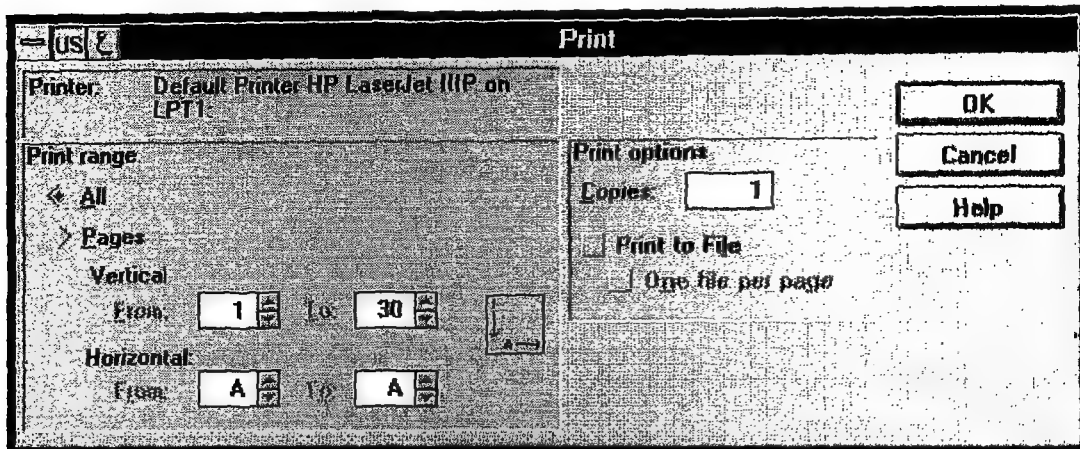 US
Print
Printer: Default Printer HP LaserJet IIIP on
LPT1:
OK
Cancel
Help
Print range
All
Pages
Vertical
From: 1 To: 30
Horizontal:
From: A To: A
Print options
Copies: 1
Print to File
One file per page